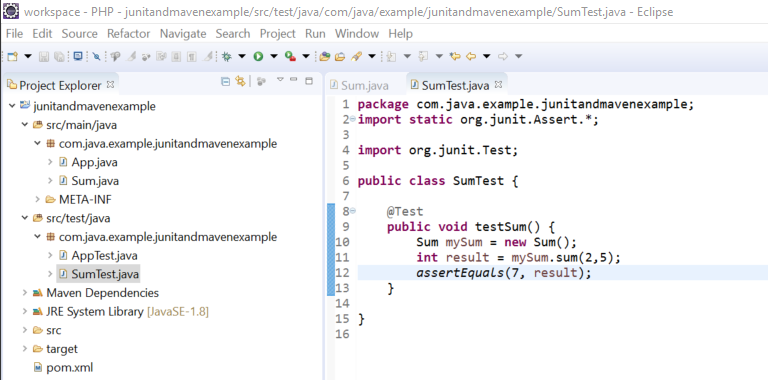 workspace - PHP - junitandmavenexample/src/test/java/com/java/example/junitandmavenexample/SumTest.java - Eclipse
File Edit Source Refactor Navigate Search Project Run Window Help
Project Explorer
junitandmavenexample
src/main/java
com.java.example.junitandmavenexample
App.java
Sum.java
META-INF
src/test/java
com.java.example.junitandmavenexample
AppTest.java
SumTest.java
Maven Dependencies
JRE System Library [JavaSE-1.8]
src
target
pom.xml
Sum.java SumTest.java
1 package com.java.example.junitandmavenexample;
2 import static org.junit.Assert.*;
3
4 import org.junit.Test;
5
6 public class SumTest {
7
8 @Test
9 public void testSum() {
10 Sum mySum = new Sum();
11 int result = mySum.sum(2,5);
12 assertEquals(7, result);
13 }
14
15 }
16